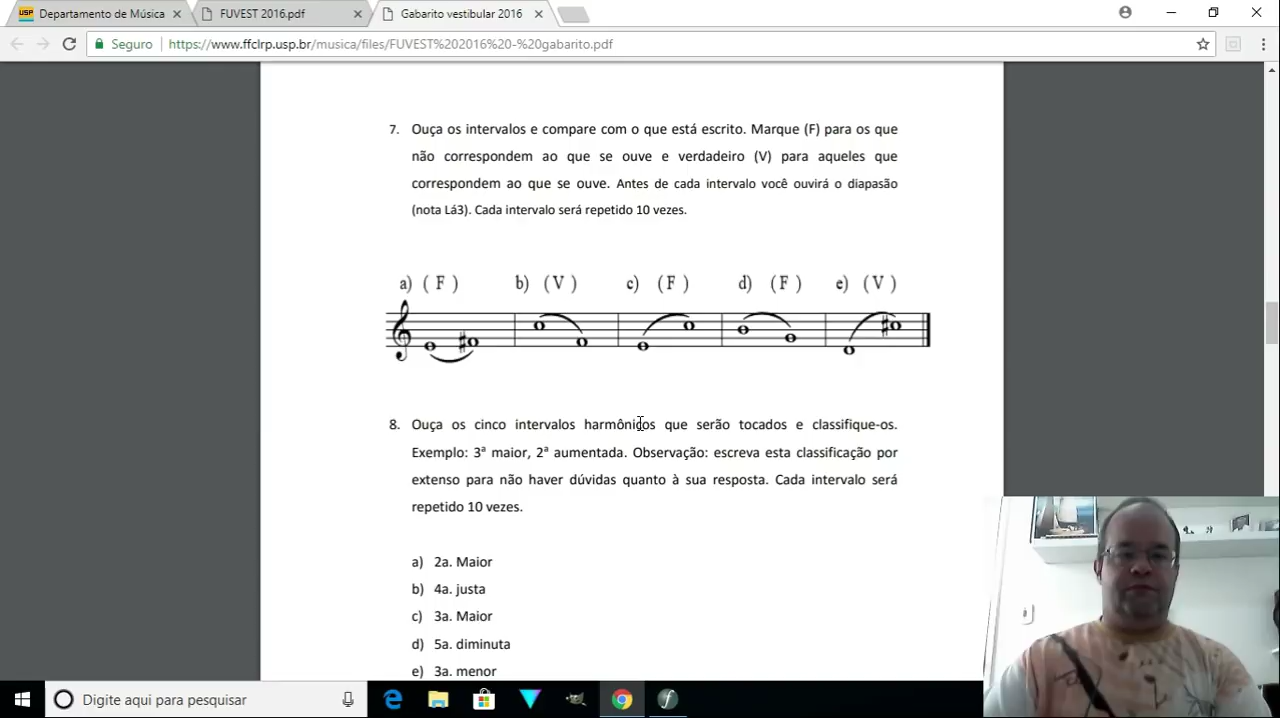 Departamento de Música
FUVEST 2016.pdf
Gabarito vestibular 2016
Seguro
https://www.ffclrp.usp.br/musica/files/FUVEST%202016%20-%20gabarito.pdf
7. Ouça os intervalos e compare com o que está escrito. Marque (F) para os que
não correspondem ao que se ouve e verdadeiro (V) para aqueles que
correspondem ao que se ouve. Antes de cada intervalo você ouvirá o diapasão
(nota Lá3). Cada intervalo será repetido 10 vezes.
a) ( F ) b) ( V ) c) ( F ) d) ( F ) e) ( V )
8. Ouça os cinco intervalos harmônicos que serão tocados e classifique-os.
Exemplo: 3ª maior, 2ª aumentada. Observação: escreva esta classificação por
extenso para não haver dúvidas quanto à sua resposta. Cada intervalo será
repetido 10 vezes.
a) 2a. Maior
b) 4a. justa
c) 3a. Maior
d) 5a. diminuta
e) 3a. menor
Digite aqui para pesquisar